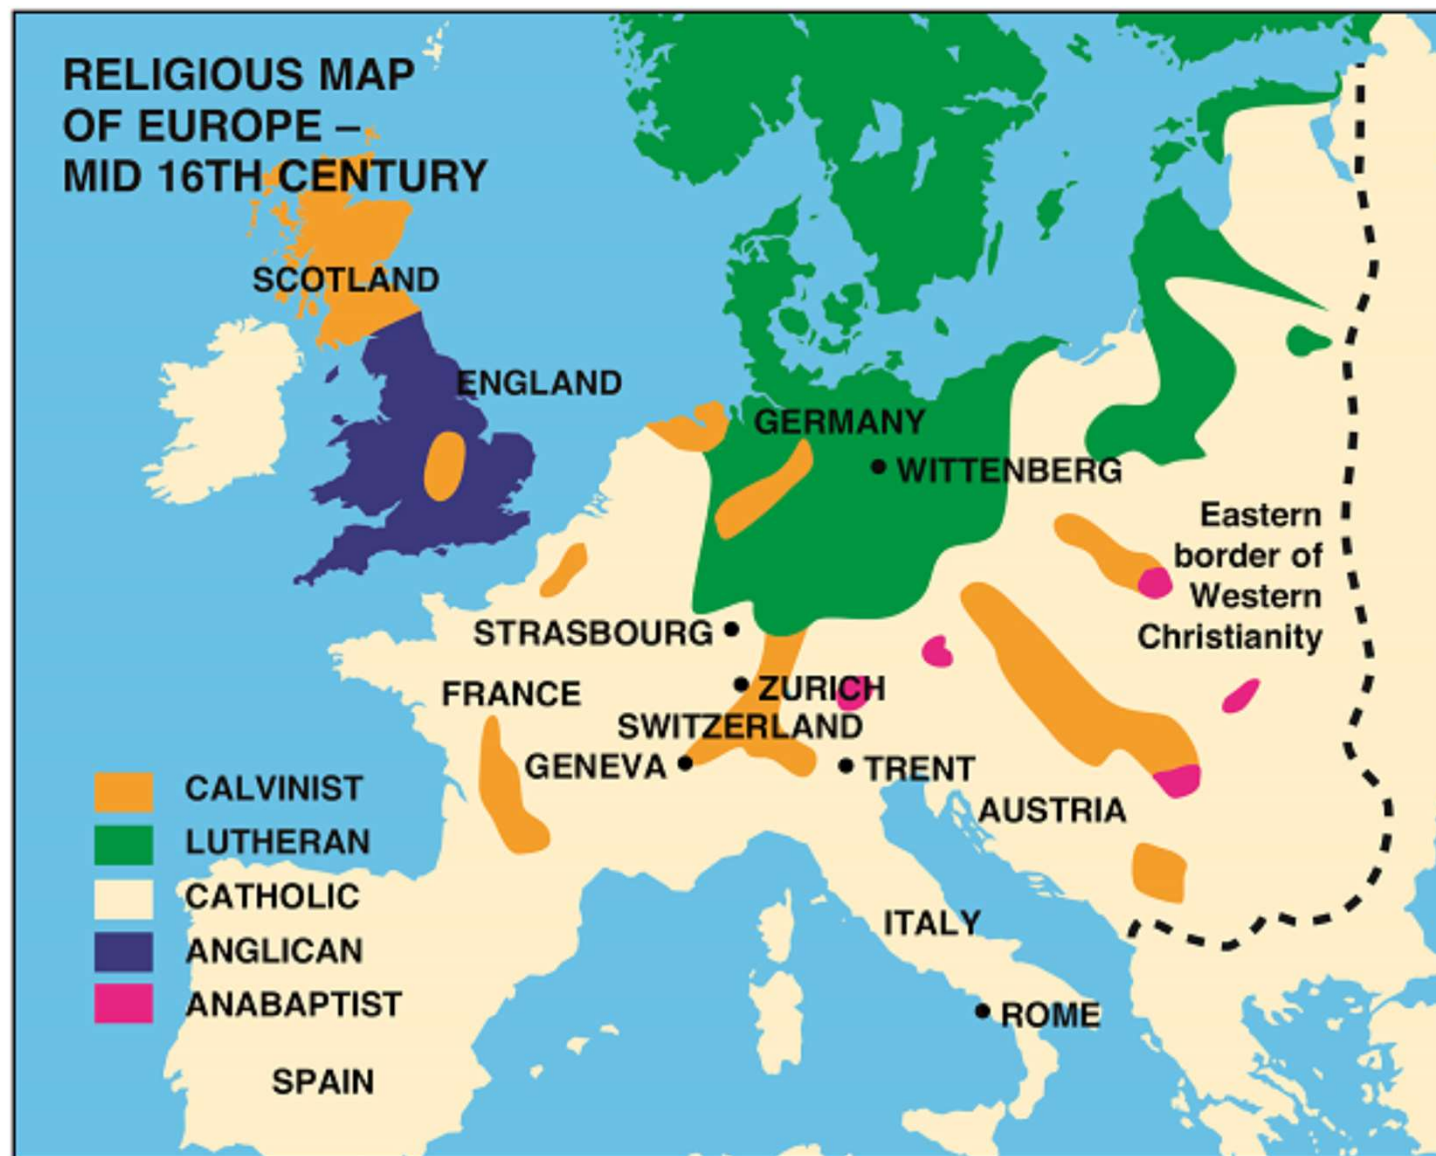 RELIGIOUS MAP
OF EUROPE –
MID 16TH CENTURY
SCOTLAND
ENGLAND
GERMANY
WITTENBERG
Eastern
border of
Western
Christianity
STRASBOURG
ZURICH
FRANCE
SWITZERLAND
GENEVA
TRENT
AUSTRIA
CALVINIST
LUTHERAN
CATHOLIC
ANGLICAN
ANABAPTIST
ITALY
ROME
SPAIN